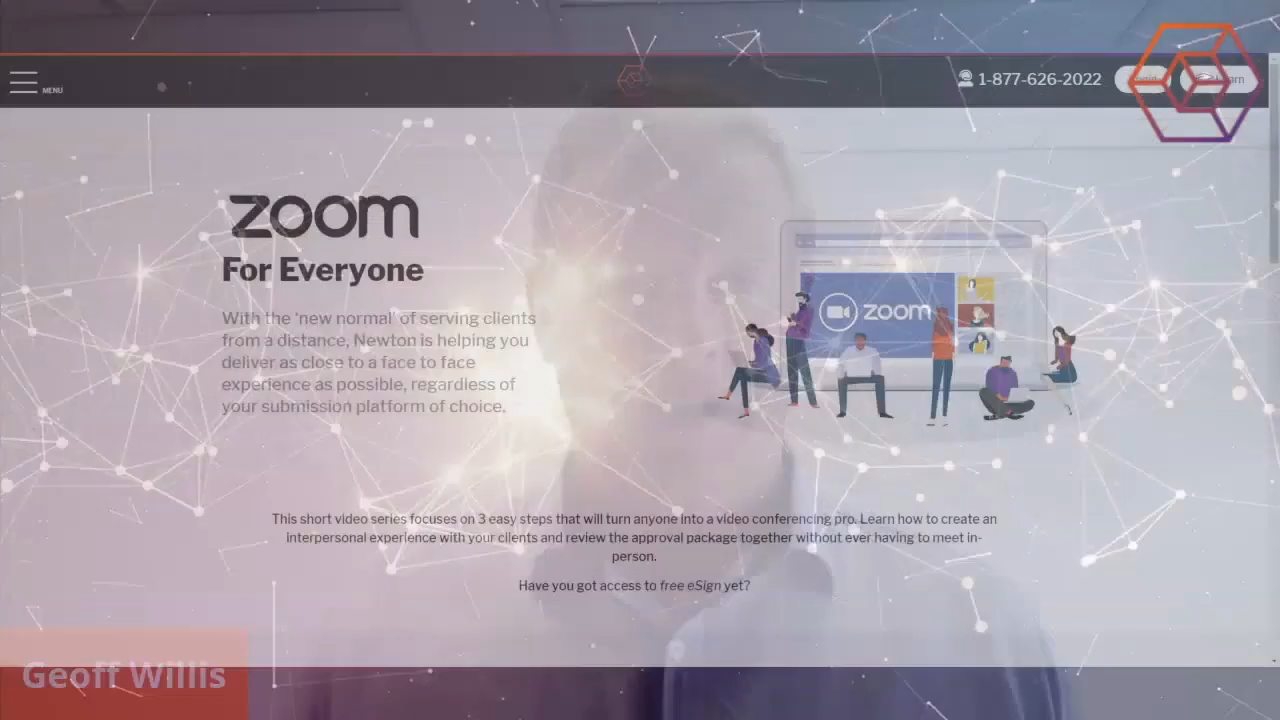 MENU
1-877-626-2022
zoom
For Everyone
With the 'new normal' of serving clients
from a distance, Newton is helping you
deliver as close to a face to face
experience as possible, regardless of
your submission platform of choice.
zoom
This short video series focuses on 3 easy steps that will turn anyone into a video conferencing pro. Learn how to create an
interpersonal experience with your clients and review the approval package together without ever having to meet in-
person.
Have you got access to free eSign yet?
Geoff Willis